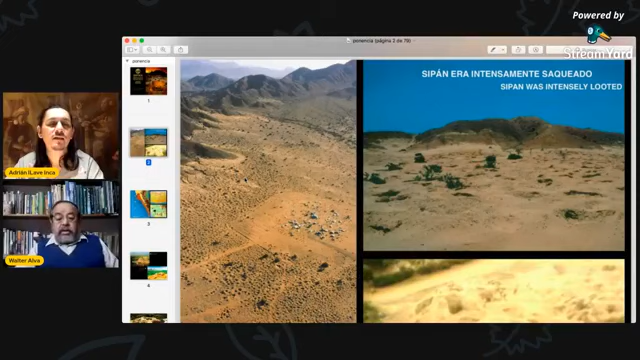 Powered by
StreamYard
ponencia (página 2 de 79)
ponencia
1
2
3
4
SIPÁN ERA INTENSAMENTE SAQUEADO
SIPAN WAS INTENSELY LOOTED
Adrián ILave Inca
Walter Alva